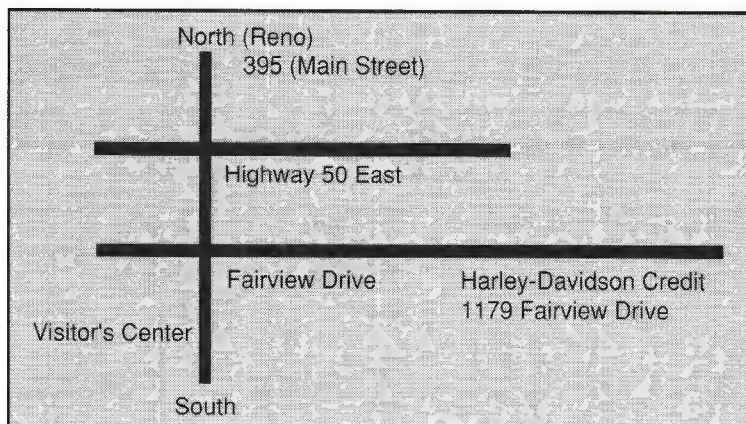 North (Reno)
395 (Main Street)
Highway 50 East
Fairview Drive
Harley-Davidson Credit
1179 Fairview Drive
Visitor's Center
South